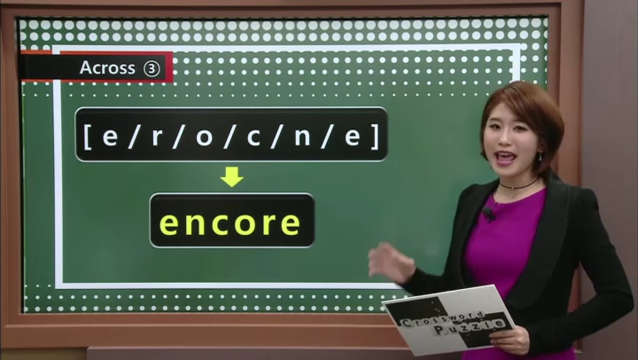 Across ③
[ e / r / o / c / n / e ]
encore
Crossword
Puzzle